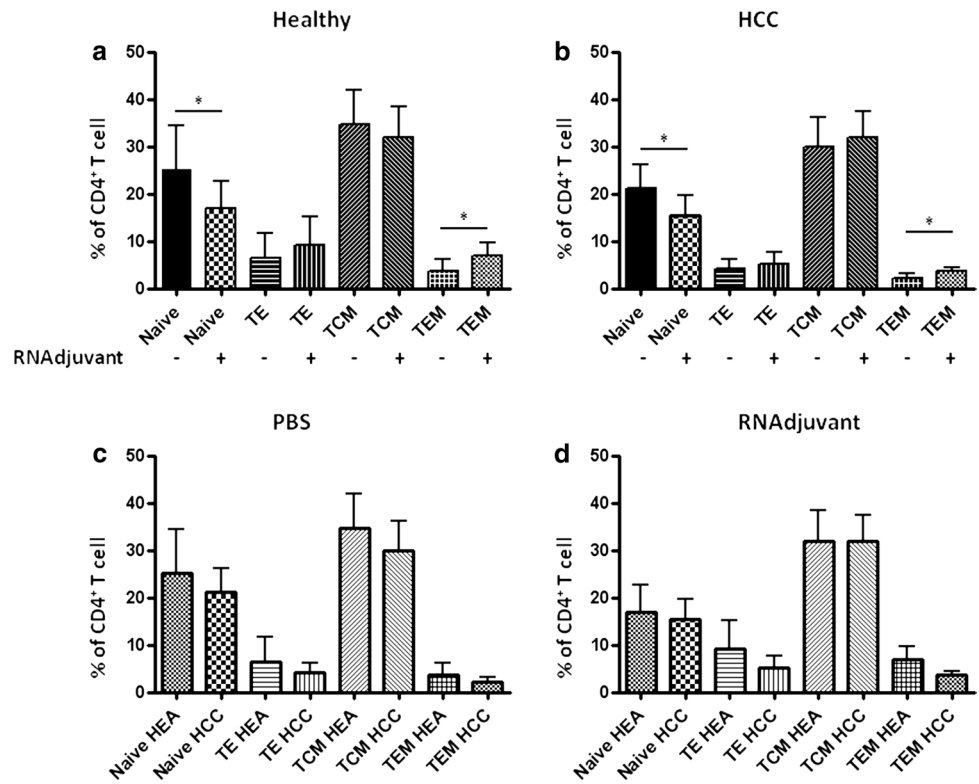 Healthy
a
% of CD4⁺ T cell
50
40
30
20
10
0
*
*
Naive
Naive
TE
TE
TCM
TCM
TEM
TEM
RNAdjuvant - + - + - + - +
HCC
b
% of CD4⁺ T cell
50
40
30
20
10
0
*
*
Naive
Naive
TE
TE
TCM
TCM
TEM
TEM
- + - + - + - +
PBS
c
% of CD4⁺ T cell
50
40
30
20
10
0
Naive HEA
Naive HCC
TE HEA
TE HCC
TCM HEA
TCM HCC
TEM HEA
TEM HCC
RNAdjuvant
d
% of CD4⁺ T cell
50
40
30
20
10
0
Naive HEA
Naive HCC
TE HEA
TE HCC
TCM HEA
TCM HCC
TEM HEA
TEM HCC